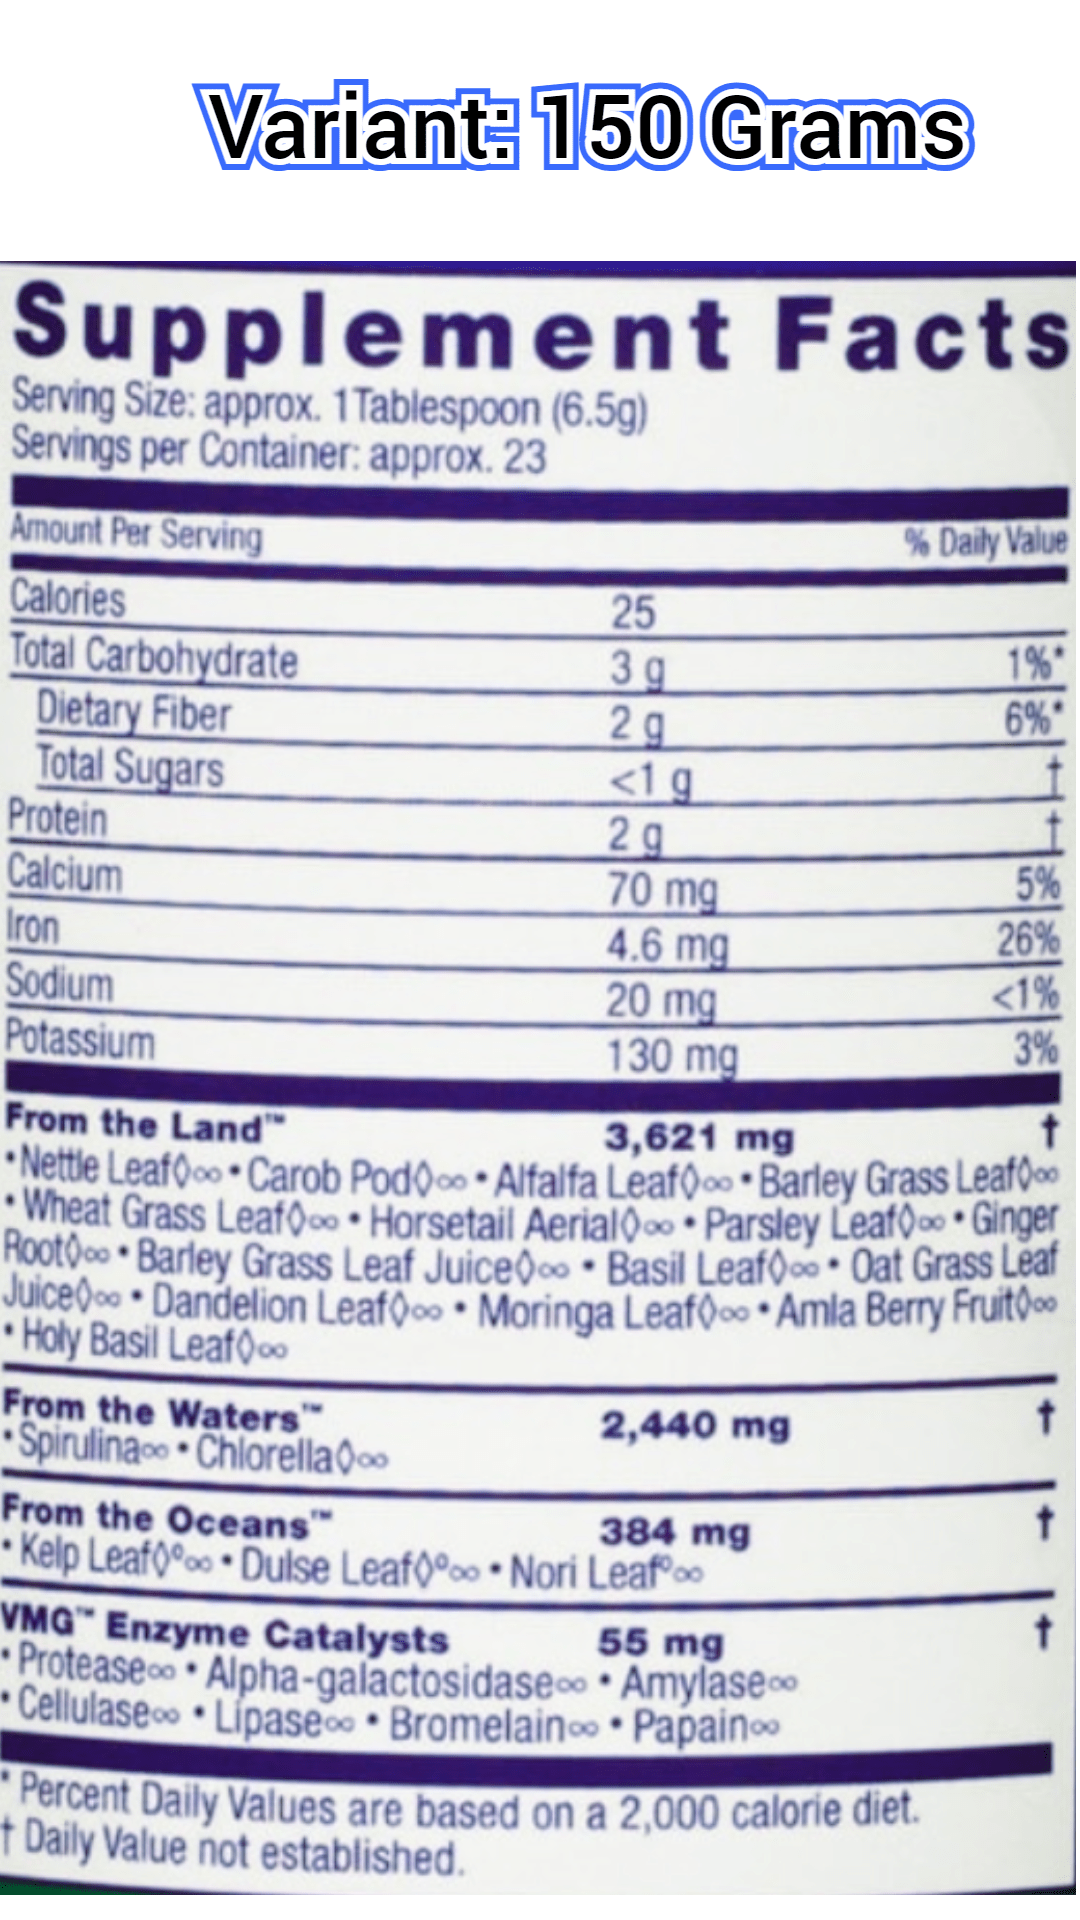 Variant: 150 Grams
Supplement Facts
Serving Size: approx. 1 Tablespoon (6.5g)
Servings per Container: approx. 23
Amount Per Serving % Daily Value
Calories 25
Total Carbohydrate 3 g 1%*
Dietary Fiber 2 g 6%*
Total Sugars <1 g †
Protein 2 g †
Calcium 70 mg 5%
Iron 4.6 mg 26%
Sodium 20 mg <1%
Potassium 130 mg 3%
From the Land™ 3,621 mg †
•Nettle Leaf◊∞ • Carob Pod◊∞ • Alfalfa Leaf◊∞ • Barley Grass Leaf◊∞
• Wheat Grass Leaf◊∞ • Horsetail Aerial◊∞ • Parsley Leaf◊∞ • Ginger
Root◊∞ • Barley Grass Leaf Juice◊∞ • Basil Leaf◊∞ • Oat Grass Leaf
Juice◊∞ • Dandelion Leaf◊∞ • Moringa Leaf◊∞ • Amla Berry Fruit◊∞
• Holy Basil Leaf◊∞
From the Waters™ 2,440 mg †
• Spirulina∞ • Chlorella◊∞
From the Oceans™ 384 mg †
• Kelp Leaf◊º∞ • Dulse Leaf◊º∞ • Nori Leafº∞
VMG™ Enzyme Catalysts 55 mg †
• Protease∞ • Alpha-galactosidase∞ • Amylase∞
• Cellulase∞ • Lipase∞ • Bromelain∞ • Papain∞
* Percent Daily Values are based on a 2,000 calorie diet.
† Daily Value not established.